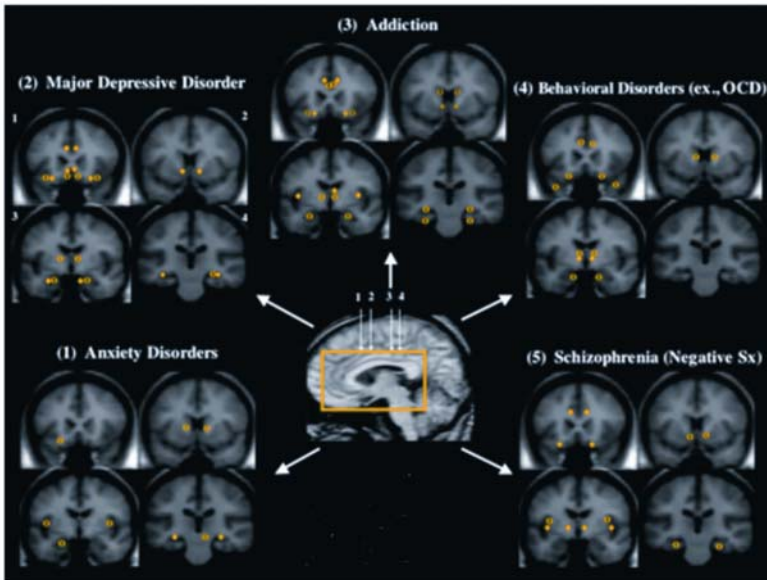 (3) Addiction
(2) Major Depressive Disorder
(4) Behavioral Disorders (ex., OCD)
1
2
3
4
1 2 3 4
(1) Anxiety Disorders
(5) Schizophrenia (Negative Sx)